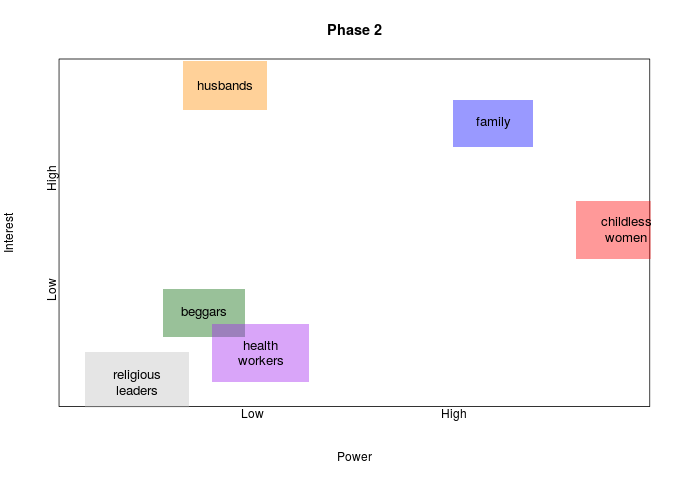 Phase 2
husbands
family
High
childless
women
Interest
Low
beggars
health
workers
religious
leaders
Low
High
Power